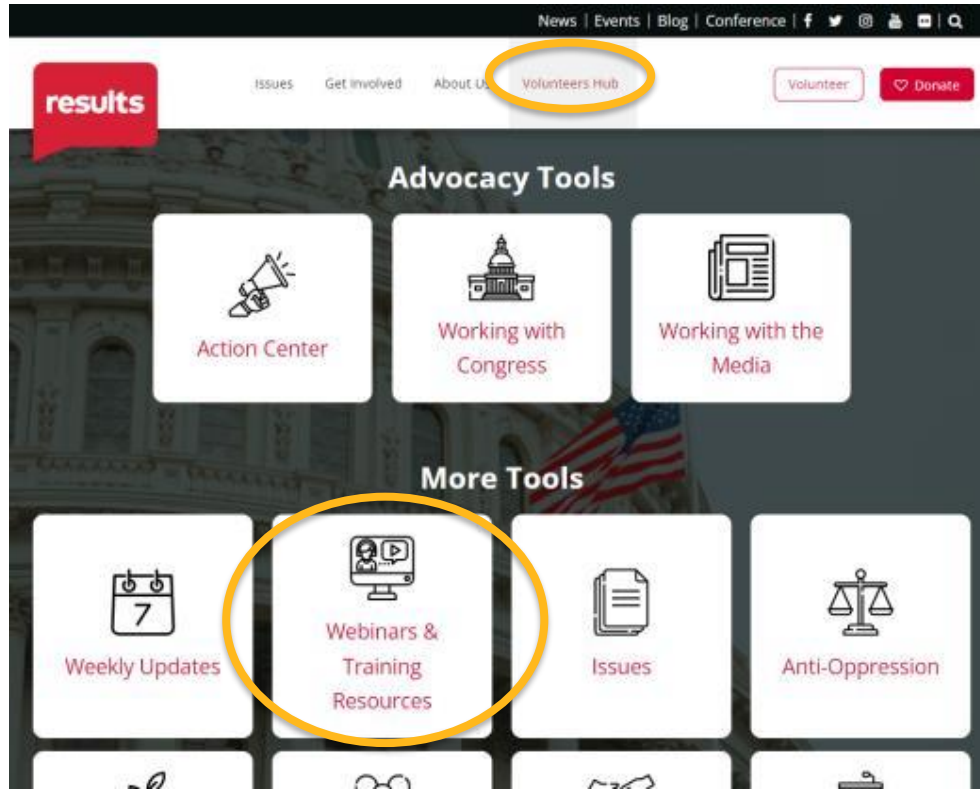 News | Events | Blog | Conference |
results
Issues Get Involved About Us Volunteers Hub Volunteer Donate
Advocacy Tools
Action Center
Working with
Congress
Working with the
Media
More Tools
7
Weekly Updates
Webinars &
Training
Resources
Issues
Anti-Oppression